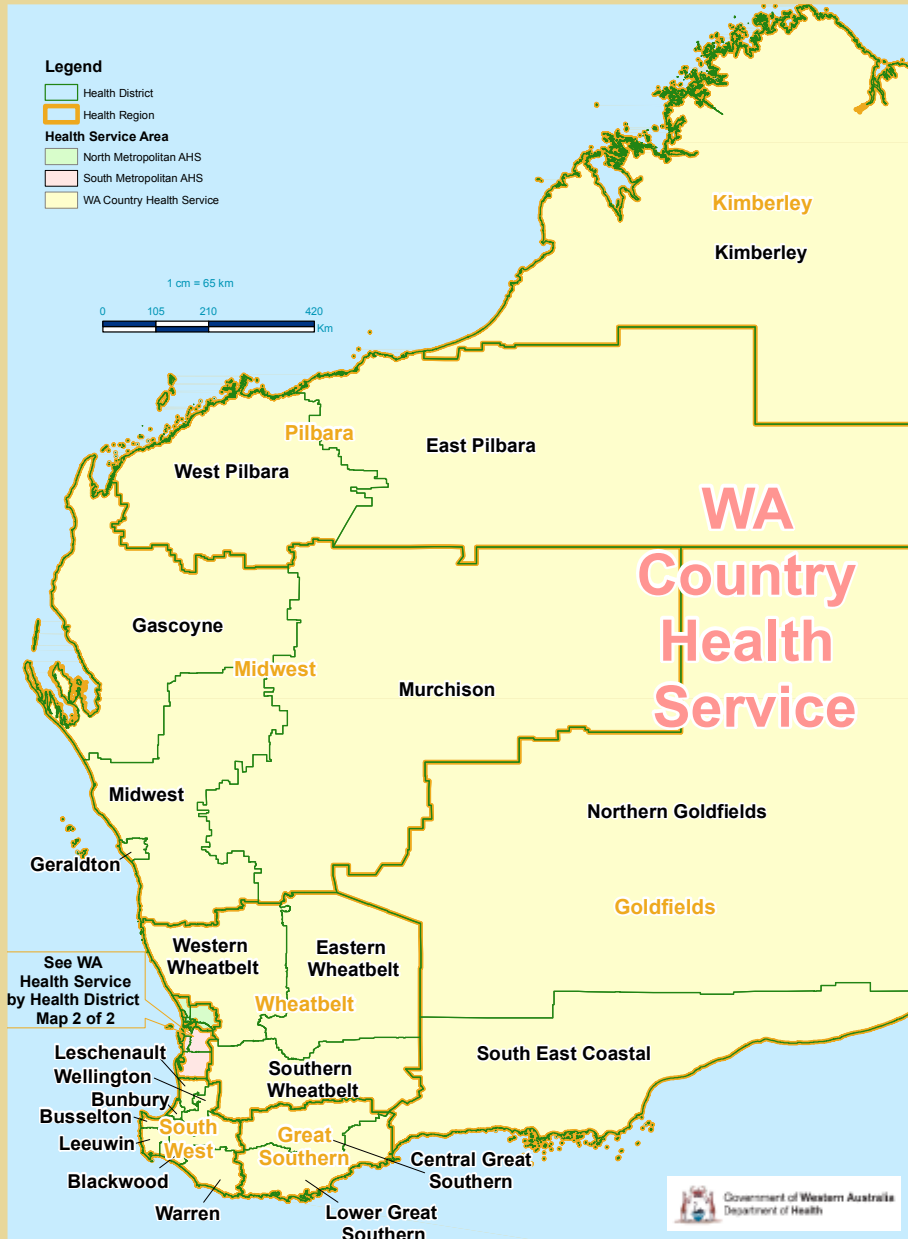 Legend
Health District
Health Region
Health Service Area
North Metropolitan AHS
South Metropolitan AHS
WA Country Health Service
1 cm = 65 km
0 105 210 420
Km
Kimberley
Kimberley
Pilbara
East Pilbara
West Pilbara
WA
Country
Health
Service
Gascoyne
Midwest
Murchison
Midwest
Northern Goldfields
Geraldton
Goldfields
Western
Wheatbelt
Eastern
Wheatbelt
See WA
Health Service
by Health District
Map 2 of 2
Wheatbelt
Leschenault
Wellington
Bunbury
Busselton
Leeuwin
Blackwood
Warren
South
West
Southern
Wheatbelt
South East Coastal
Great
Southern
Central Great
Southern
Lower Great
Southern
Government of Western Australia
Department of Health